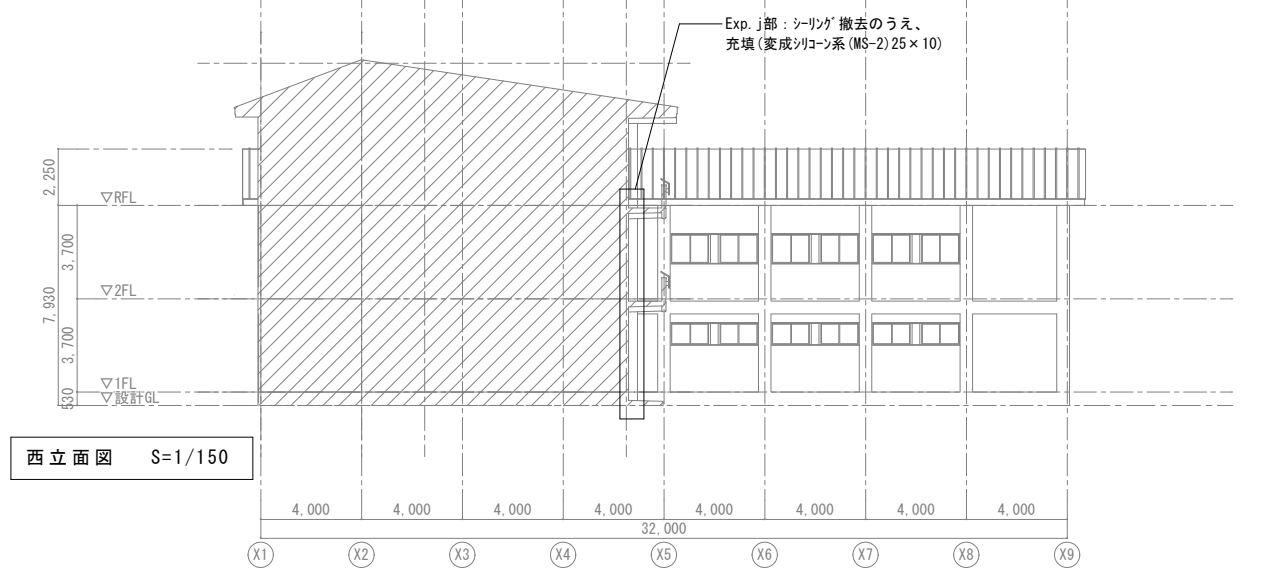 Exp.j部：シーリング撤去のうえ、
充填(変成シリコーン系(MS-2)25×10)
2,250
▽RFL
3,700
▽2FL
7,930
3,700
▽1FL
▽設計GL
530
西立面図 S=1/150
4,000 4,000 4,000 4,000 4,000 4,000 4,000 4,000
32,000
X1 X2 X3 X4 X5 X6 X7 X8 X9